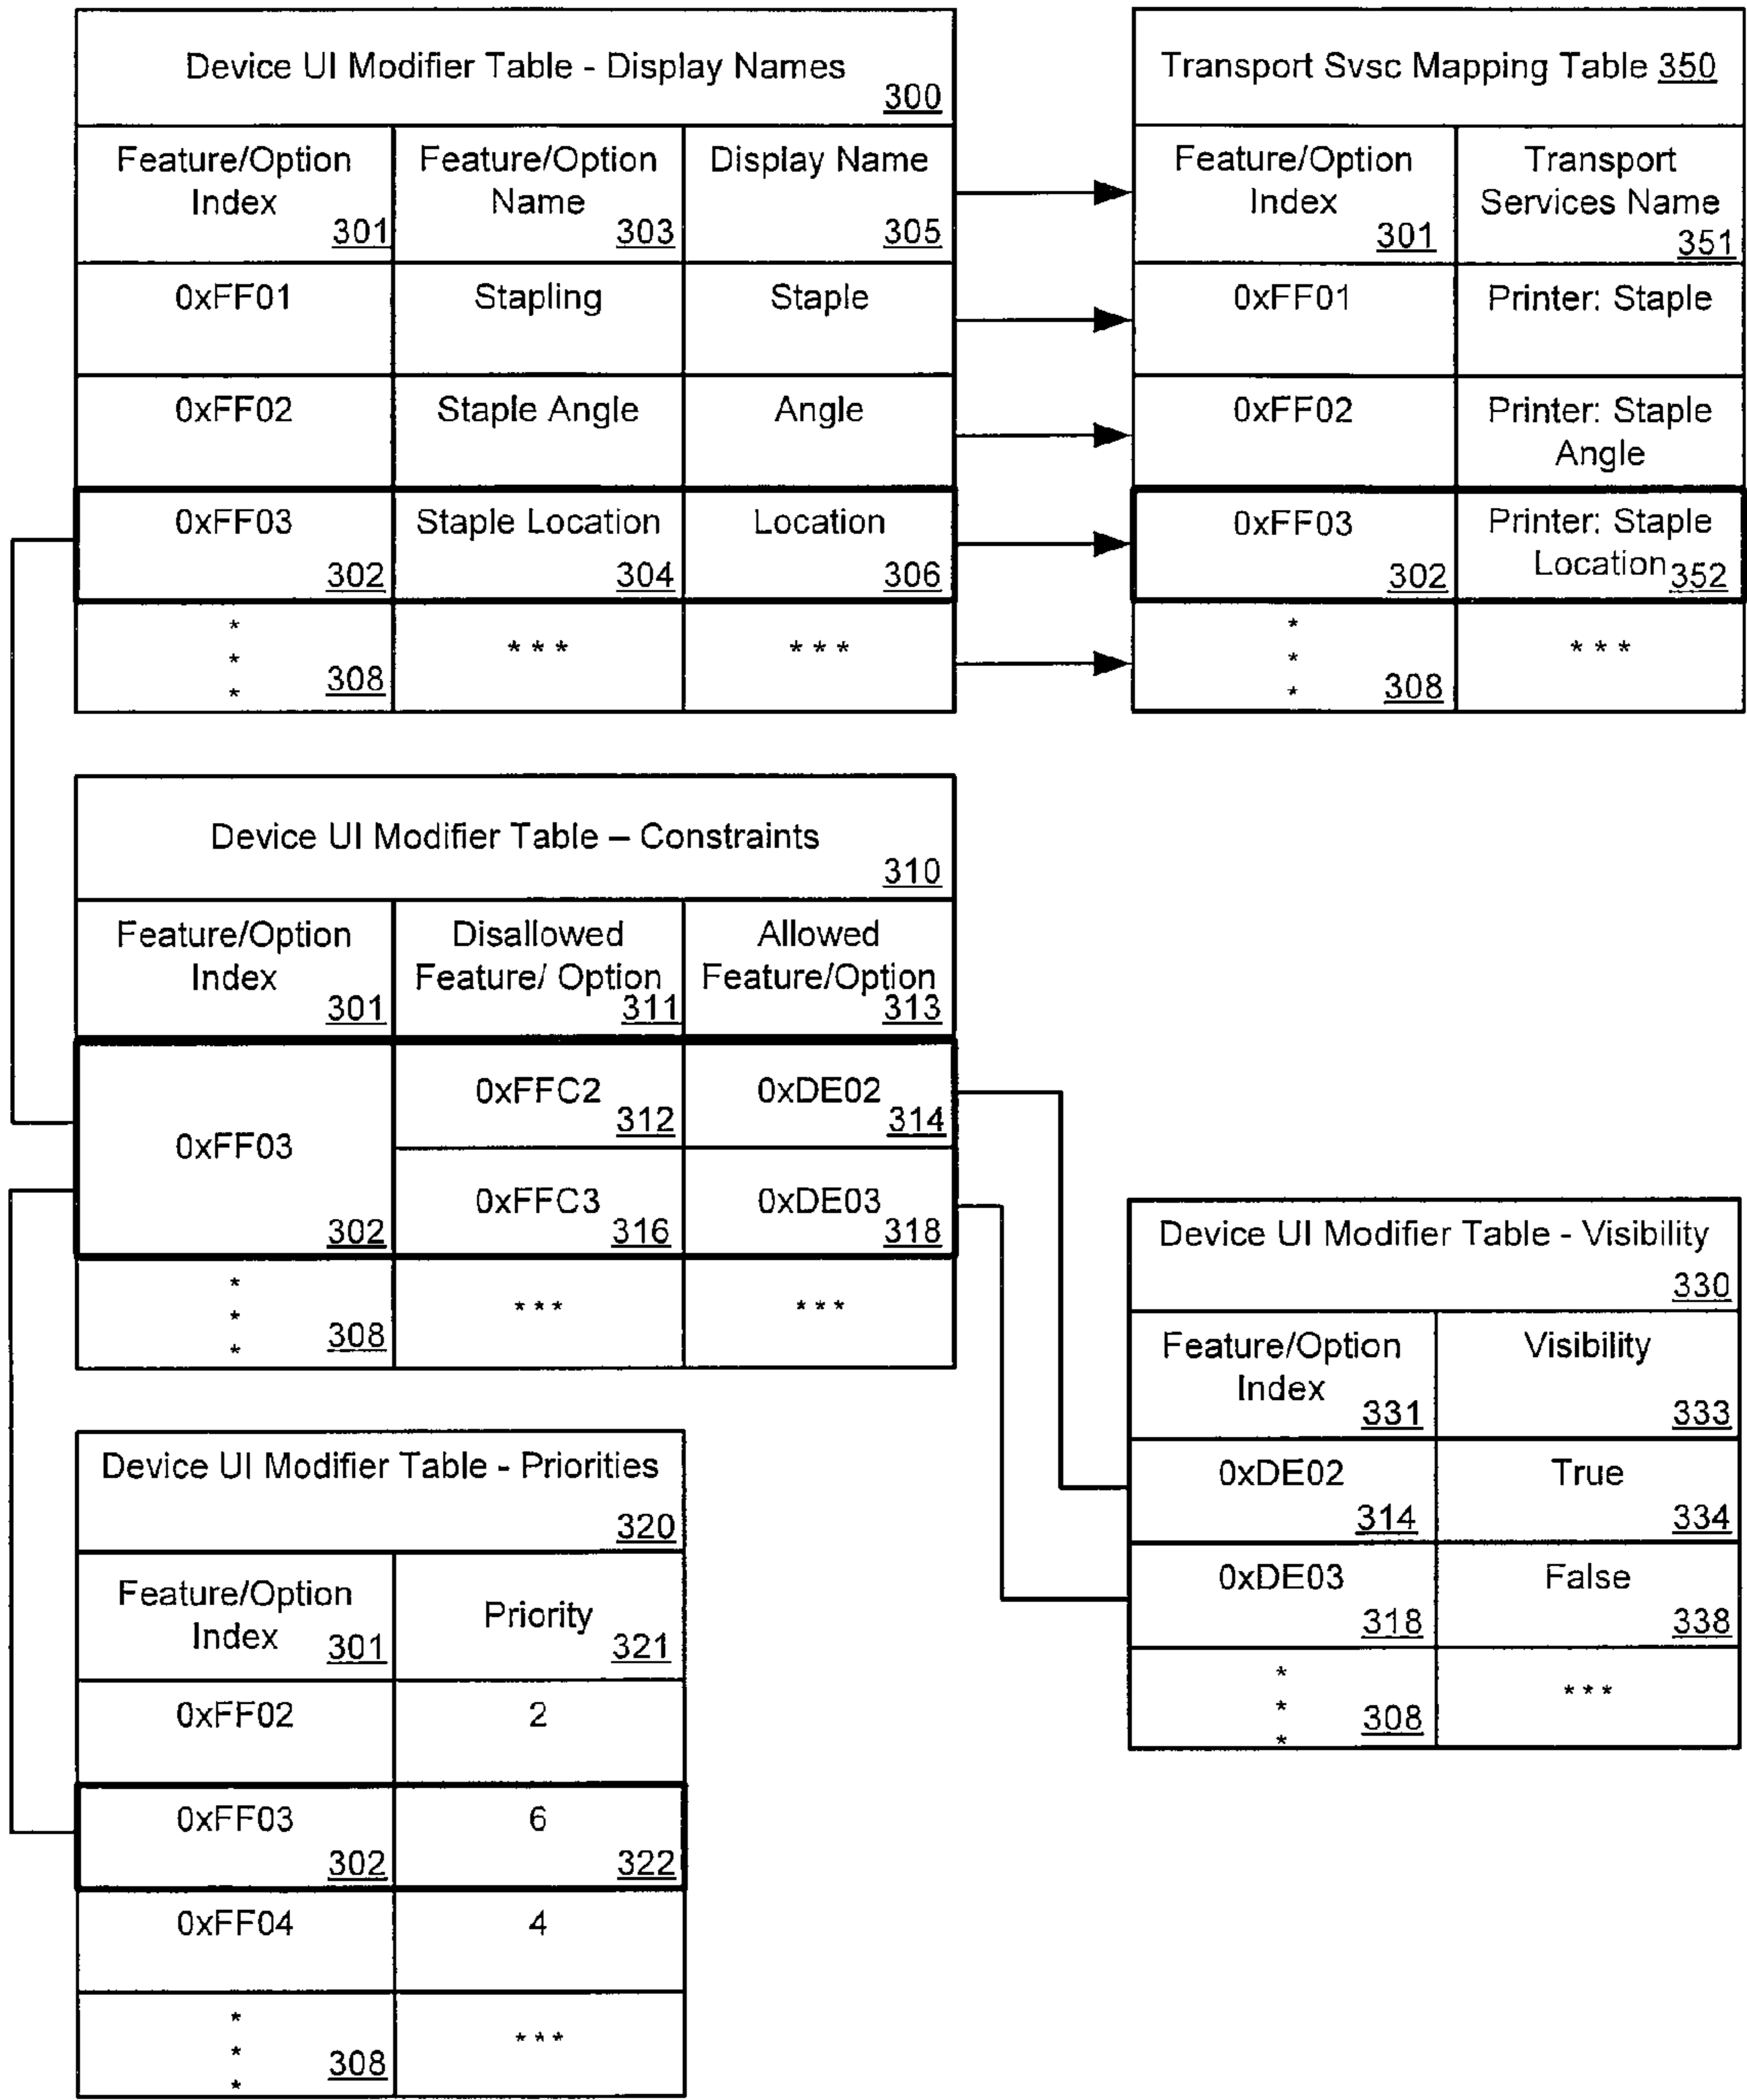 Device UI Modifier Table - Display Names
300
Feature/Option Index 301
Feature/Option Name 303
Display Name 305
0xFF01
Stapling
Staple
0xFF02
Staple Angle
Angle
0xFF03 302
Staple Location 304
Location 306
* * * 308
* * *
* * *
Transport Svsc Mapping Table 350
Feature/Option Index 301
Transport Services Name 351
0xFF01
Printer: Staple
0xFF02
Printer: Staple Angle
0xFF03 302
Printer: Staple Location 352
* * * 308
* * *
Device UI Modifier Table – Constraints
310
Feature/Option Index 301
Disallowed Feature/ Option 311
Allowed Feature/Option 313
0xFF03 302
0xFFC2 312
0xDE02 314
0xFFC3 316
0xDE03 318
* * * 308
* * *
* * *
Device UI Modifier Table - Visibility
330
Feature/Option Index 331
Visibility 333
0xDE02 314
True 334
0xDE03 318
False 338
* * * 308
* * *
Device UI Modifier Table - Priorities
320
Feature/Option Index 301
Priority 321
0xFF02
2
0xFF03 302
6 322
0xFF04
4
* * * 308
* * *